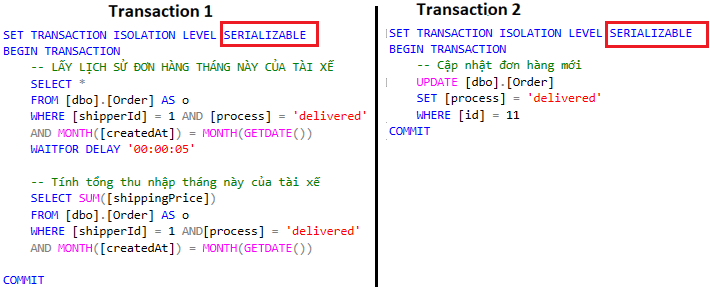 Transaction 1
SET TRANSACTION ISOLATION LEVEL SERIALIZABLE
BEGIN TRANSACTION
-- LẤY LỊCH SỬ ĐƠN HÀNG THÁNG NÀY CỦA TÀI XẾ
SELECT *
FROM [dbo].[Order] AS o
WHERE [shipperId] = 1 AND [process] = 'delivered'
AND MONTH([createdAt]) = MONTH(GETDATE())
WAITFOR DELAY '00:00:05'
-- Tính tổng thu nhập tháng này của tài xế
SELECT SUM([shippingPrice])
FROM [dbo].[Order] AS o
WHERE [shipperId] = 1 AND[process] = 'delivered'
AND MONTH([createdAt]) = MONTH(GETDATE())
COMMIT
Transaction 2
SET TRANSACTION ISOLATION LEVEL SERIALIZABLE
BEGIN TRANSACTION
-- Cập nhật đơn hàng mới
UPDATE [dbo].[Order]
SET [process] = 'delivered'
WHERE [id] = 11
COMMIT